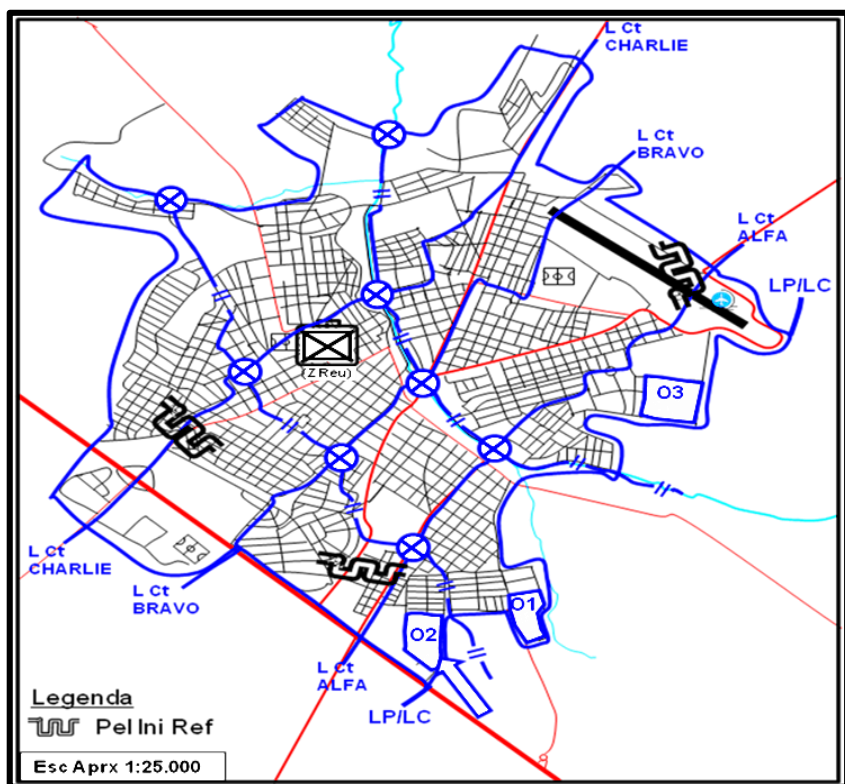 L Ct
CHARLIE
L Ct
BRAVO
L Ct
ALFA
LP/LC
(Z Reu)
O3
L Ct
CHARLIE
L Ct
BRAVO
O1
O2
L Ct
ALFA
LP/LC
Legenda
Pel Ini Ref
Esc Aprx 1:25.000